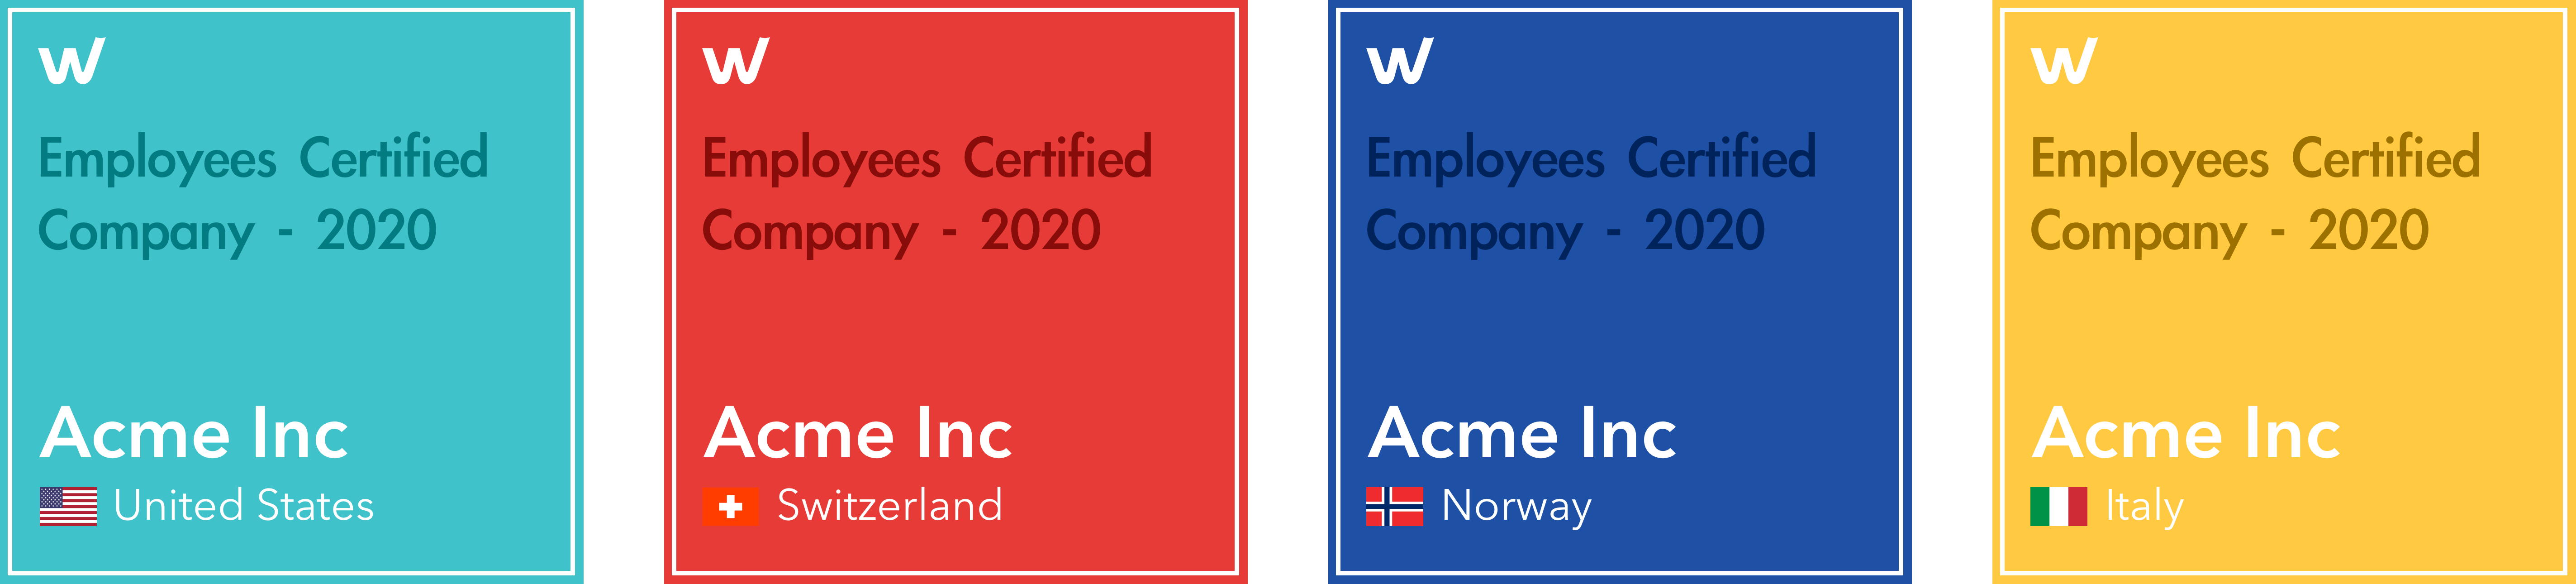 w
Employees Certified
Company - 2020
Acme Inc
United States
w
Employees Certified
Company - 2020
Acme Inc
Switzerland
w
Employees Certified
Company - 2020
Acme Inc
Norway
w
Employees Certified
Company - 2020
Acme Inc
Italy